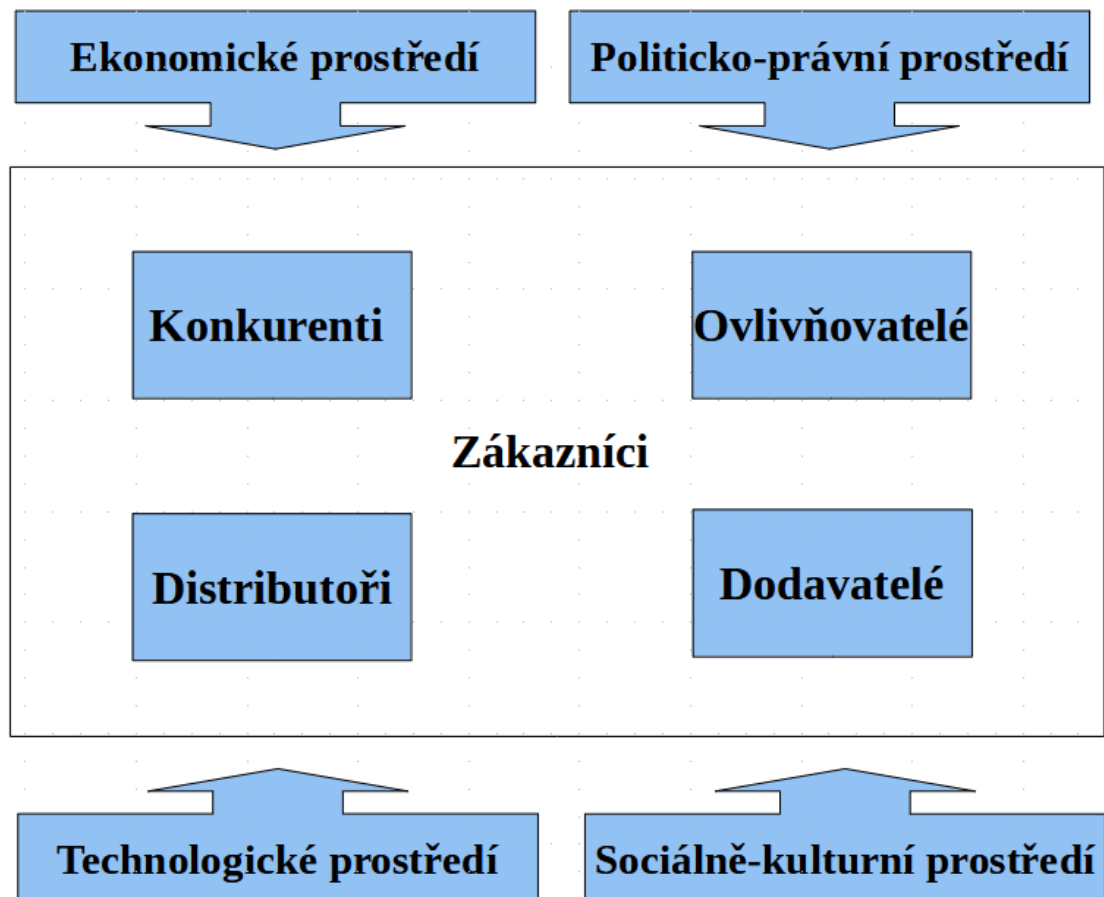 Ekonomické prostředí
Politicko-právní prostředí
Konkurenti
Ovlivňovatelé
Zákazníci
Distributoři
Dodavatelé
Technologické prostředí
Sociálně-kulturní prostředí